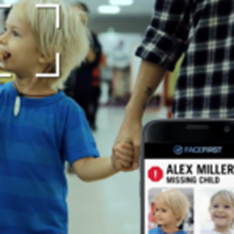 FACEFIRST
ALEX MILLER
MISSING CHILD